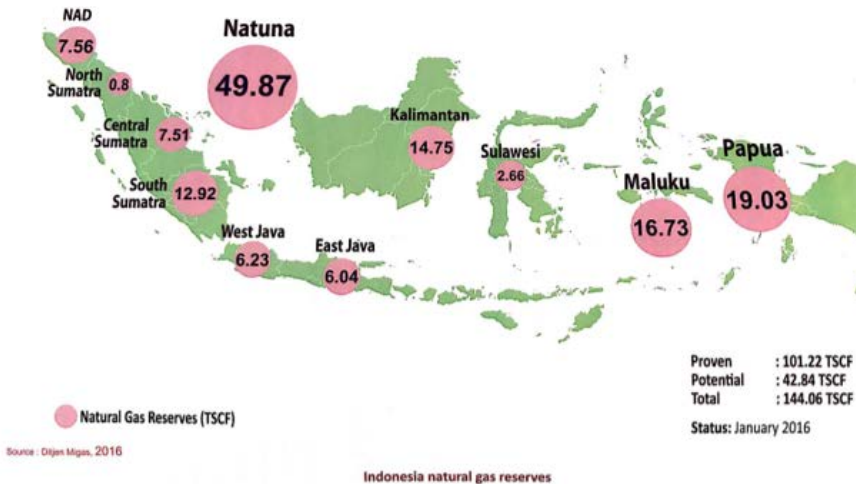 NAD
7.56
Natuna
49.87
North
Sumatra
0.8
Central
Sumatra
7.51
South
Sumatra
12.92
Kalimantan
14.75
Sulawesi
2.66
Maluku
16.73
Papua
19.03
West Java
6.23
East Java
6.04
Proven : 101.22 TSCF
Potential : 42.84 TSCF
Total : 144.06 TSCF
Status: January 2016
Natural Gas Reserves (TSCF)
Source : Ditjen Migas, 2016
Indonesia natural gas reserves